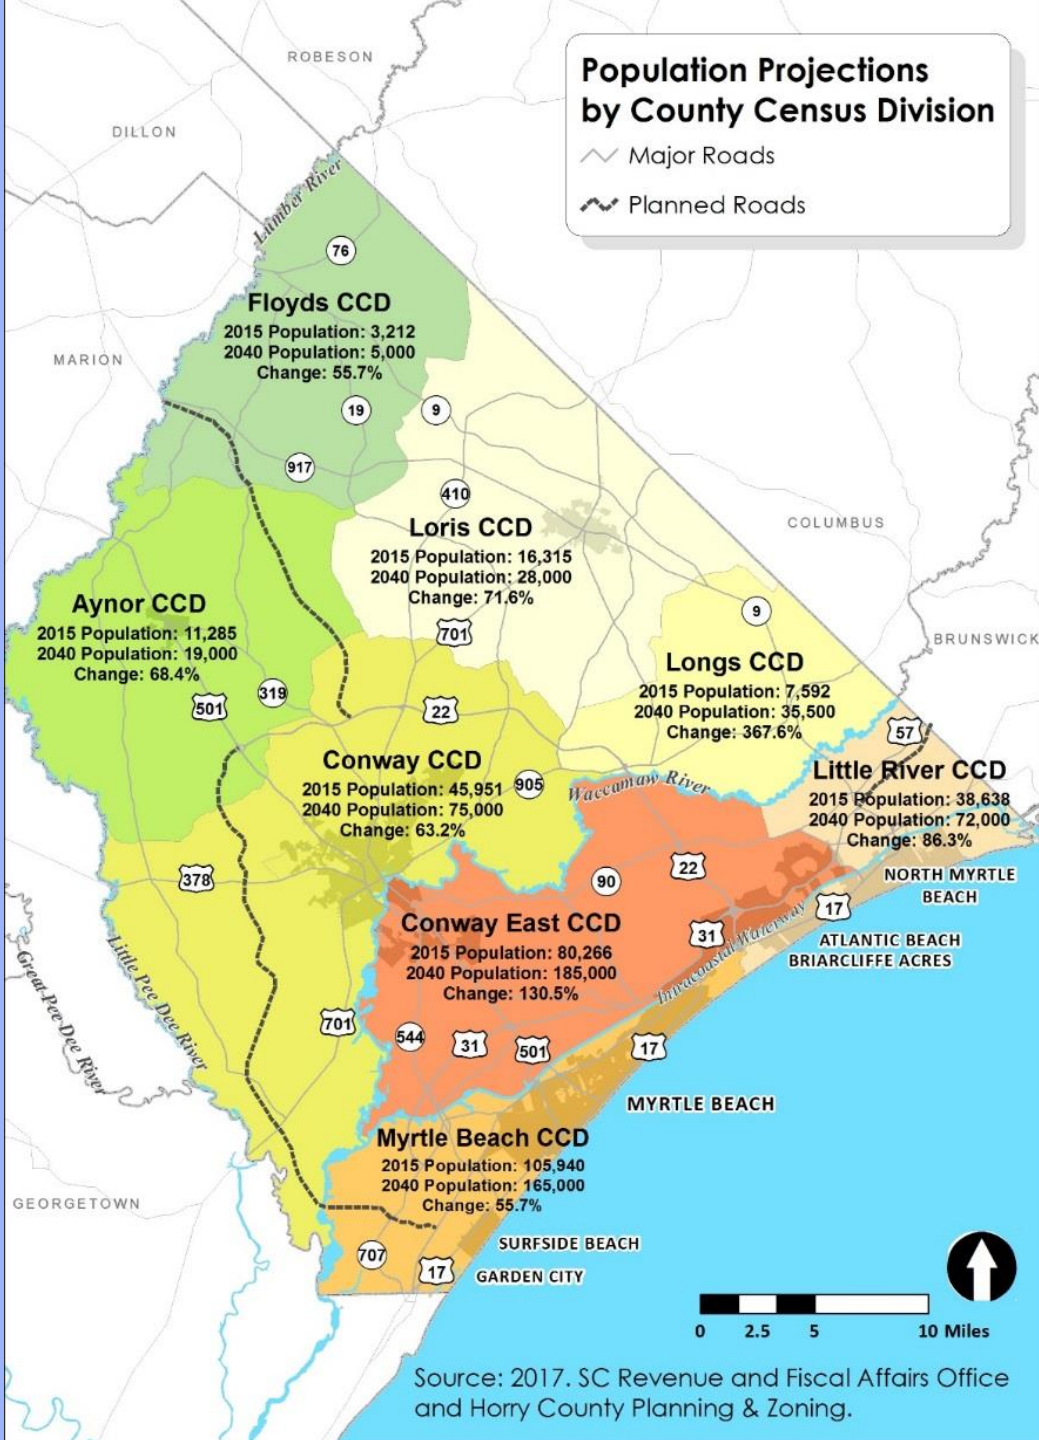 Population Projections
by County Census Division
Major Roads
Planned Roads
ROBESON
DILLON
Lumber River
76
Floyds CCD
2015 Population: 3,212
2040 Population: 5,000
Change: 55.7%
MARION
19
9
917
410
COLUMBUS
Loris CCD
2015 Population: 16,315
2040 Population: 28,000
Change: 71.6%
701
Aynor CCD
2015 Population: 11,285
2040 Population: 19,000
Change: 68.4%
501
319
9
BRUNSWICK
Longs CCD
2015 Population: 7,592
2040 Population: 35,500
Change: 367.6%
22
57
Conway CCD
2015 Population: 45,951
2040 Population: 75,000
Change: 63.2%
905
Waccamaw River
Little River CCD
2015 Population: 38,638
2040 Population: 72,000
Change: 86.3%
378
90
22
NORTH MYRTLE
BEACH
17
Conway East CCD
2015 Population: 80,266
2040 Population: 185,000
Change: 130.5%
31
Intracoastal Waterway
ATLANTIC BEACH
BRIARCLIFFE ACRES
Great Pee Dee River
Little Pee Dee River
701
544
31
501
17
MYRTLE BEACH
Myrtle Beach CCD
2015 Population: 105,940
2040 Population: 165,000
Change: 55.7%
GEORGETOWN
707
17
SURFSIDE BEACH
GARDEN CITY
0 2.5 5 10 Miles
Source: 2017. SC Revenue and Fiscal Affairs Office
and Horry County Planning & Zoning.